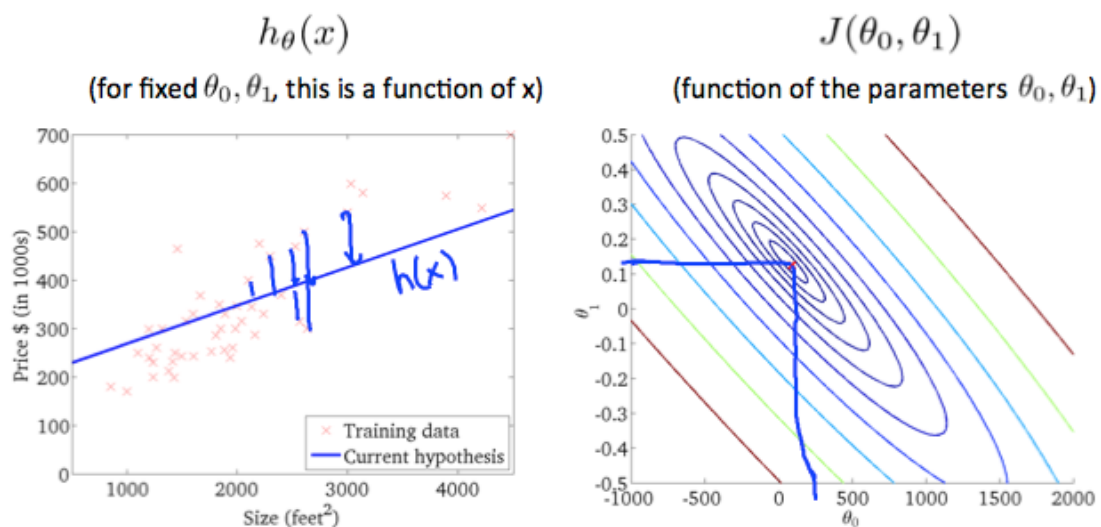 hθ(x)
(for fixed θ0, θ1, this is a function of x)
700
600
500
400
300
200
100
0
Price $ (in 1000s)
h(x)
× Training data
Current hypothesis
1000
2000
3000
4000
Size (feet²)
J(θ0, θ1)
(function of the parameters θ0, θ1)
0.5
0.4
0.3
0.2
0.1
0
-0.1
-0.2
-0.3
-0.4
-0.5
θ1
-1000
-500
0
500
1000
1500
2000
θ0